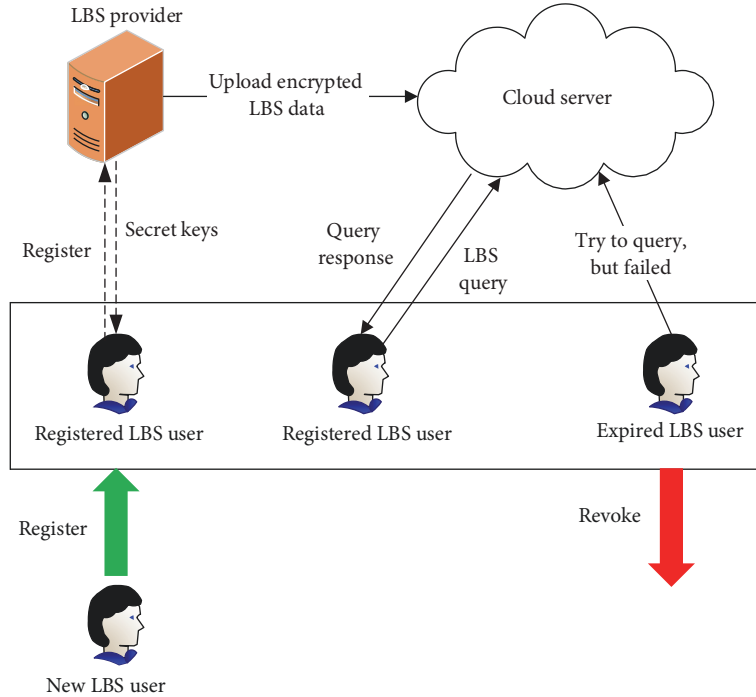 LBS provider
Upload encrypted
LBS data
Cloud server
Register
Secret keys
Query
response
LBS
query
Try to query,
but failed
Registered LBS user
Registered LBS user
Expired LBS user
Register
Revoke
New LBS user